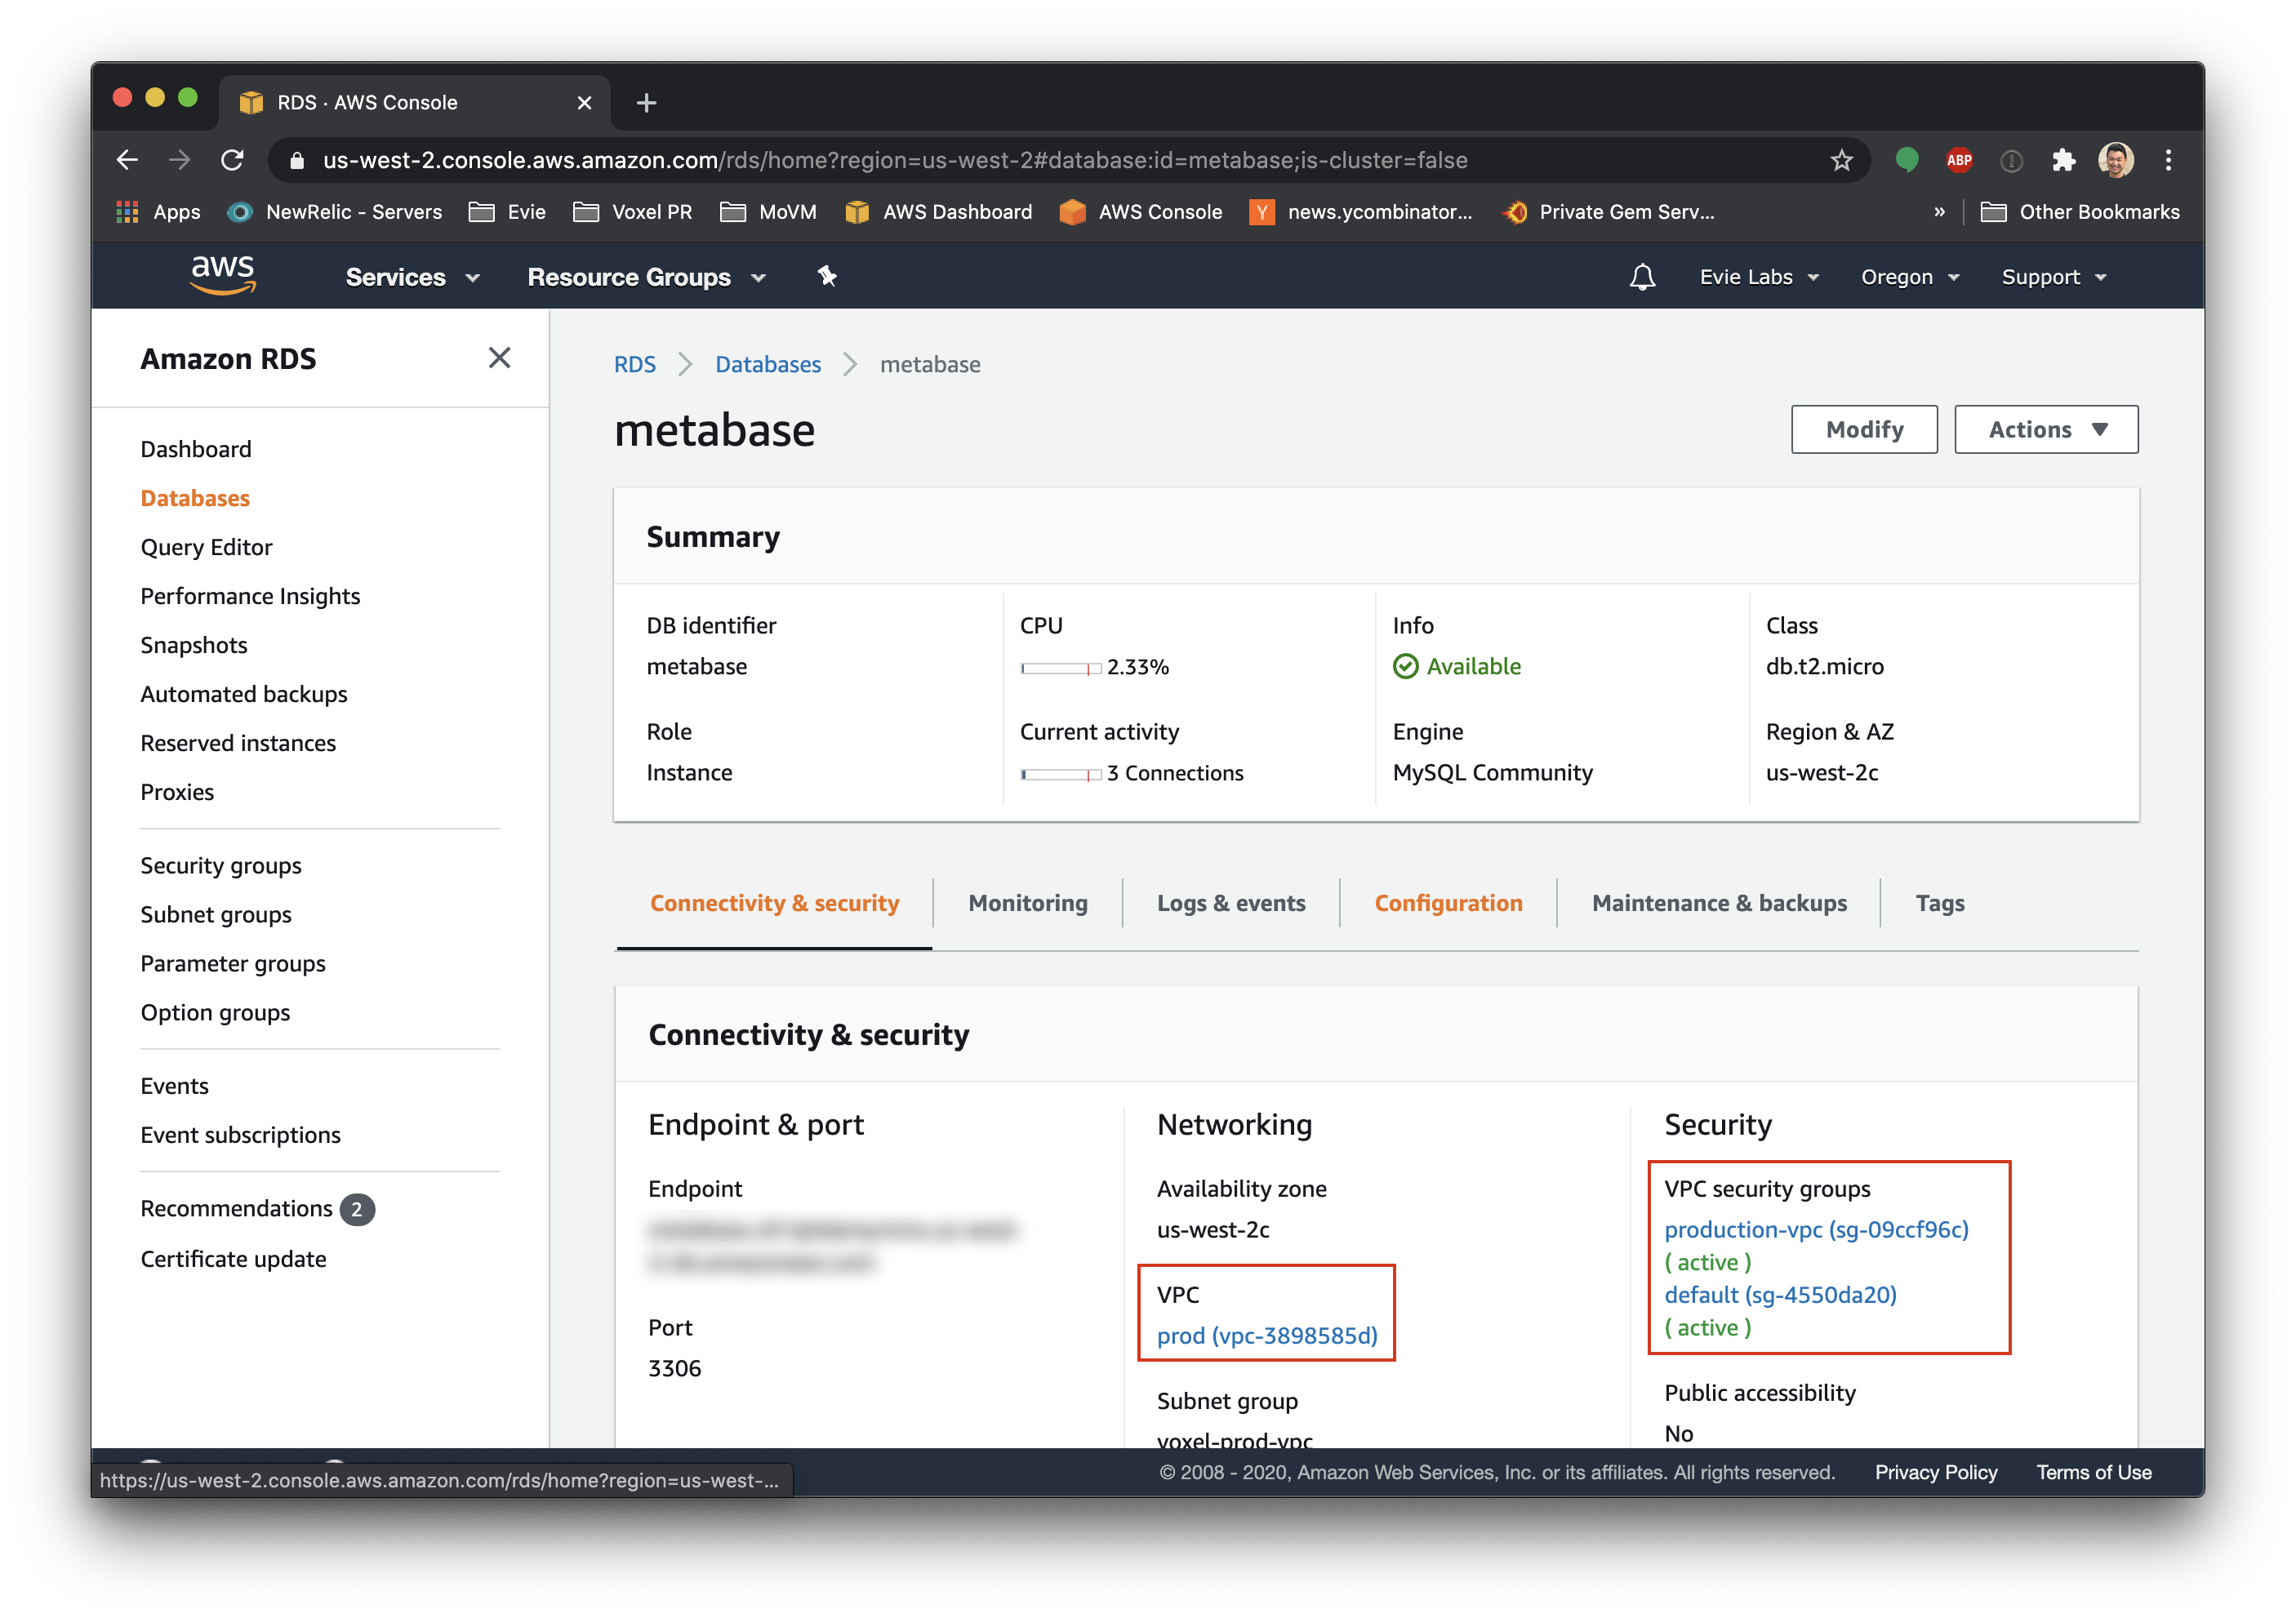 RDS · AWS Console
us-west-2.console.aws.amazon.com/rds/home?region=us-west-2#database:id=metabase;is-cluster=false
ABP
Apps
NewRelic - Servers
Evie
Voxel PR
MoVM
AWS Dashboard
AWS Console
Y
news.ycombinator...
Private Gem Serv...
»
Other Bookmarks
aws
Services
Resource Groups
Evie Labs
Oregon
Support
Amazon RDS
Dashboard
Databases
Query Editor
Performance Insights
Snapshots
Automated backups
Reserved instances
Proxies
Security groups
Subnet groups
Parameter groups
Option groups
Events
Event subscriptions
Recommendations 2
Certificate update
RDS > Databases > metabase
metabase
Modify
Actions
Summary
DB identifier
metabase
CPU
2.33%
Info
Available
Class
db.t2.micro
Role
Instance
Current activity
3 Connections
Engine
MySQL Community
Region & AZ
us-west-2c
Connectivity & security
Monitoring
Logs & events
Configuration
Maintenance & backups
Tags
Connectivity & security
Endpoint & port
Endpoint
Port
3306
Networking
Availability zone
us-west-2c
VPC
prod (vpc-3898585d)
Subnet group
voxel-prod-vpc
Security
VPC security groups
production-vpc (sg-09ccf96c)
( active )
default (sg-4550da20)
( active )
Public accessibility
No
https://us-west-2.console.aws.amazon.com/rds/home?region=us-west-...
© 2008 - 2020, Amazon Web Services, Inc. or its affiliates. All rights reserved.
Privacy Policy
Terms of Use